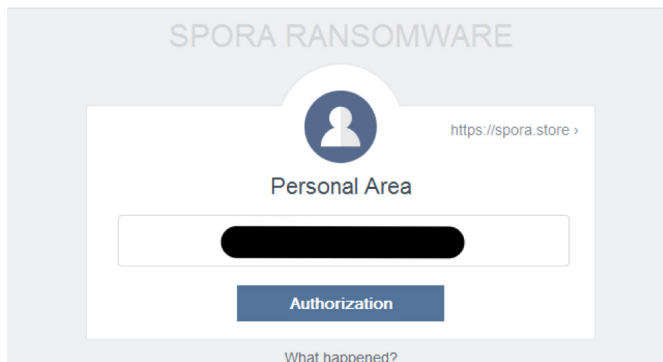 SPORA RANSOMWARE
https://spora.store ›
Personal Area
Authorization
What happened?